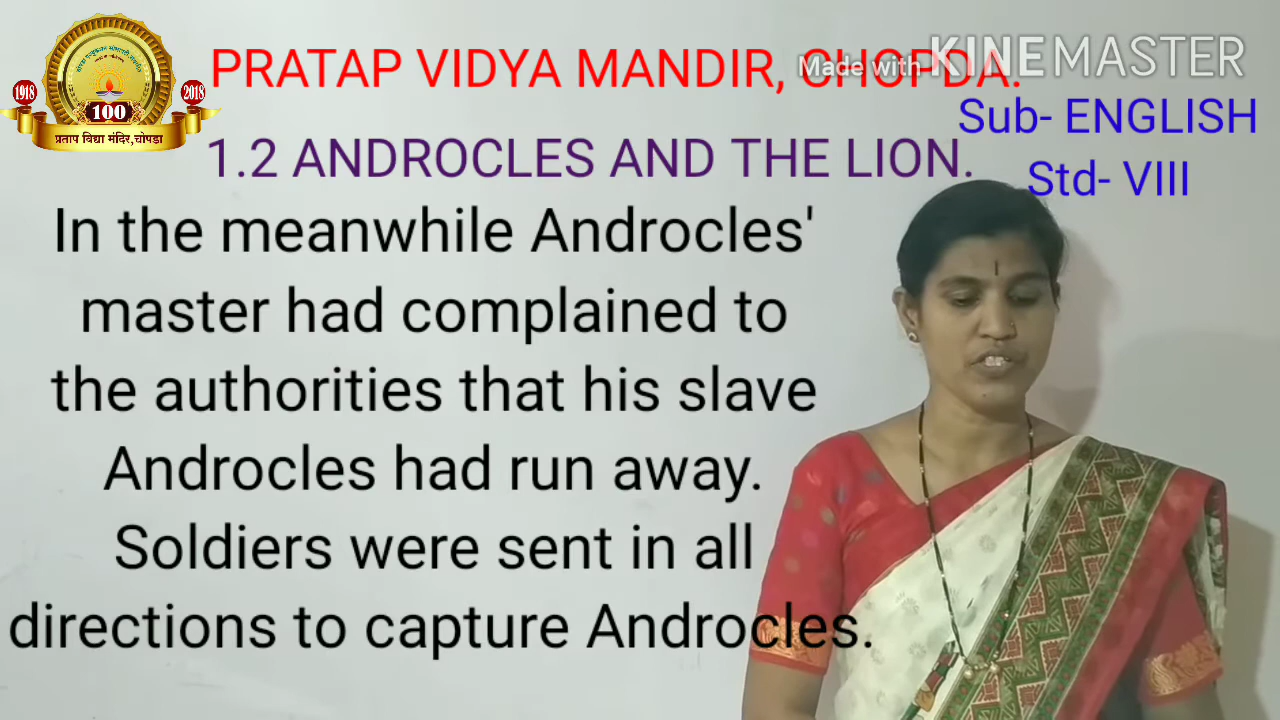 PRATAP VIDYA MANDIR, CHOPDA.
Made with KINEMASTER
Sub- ENGLISH
Std- VIII
1918
2018
100
प्रताप विद्या मंदिर,चोपडा
1.2 ANDROCLES AND THE LION.
In the meanwhile Androcles'
master had complained to
the authorities that his slave
Androcles had run away.
Soldiers were sent in all
directions to capture Androcles.